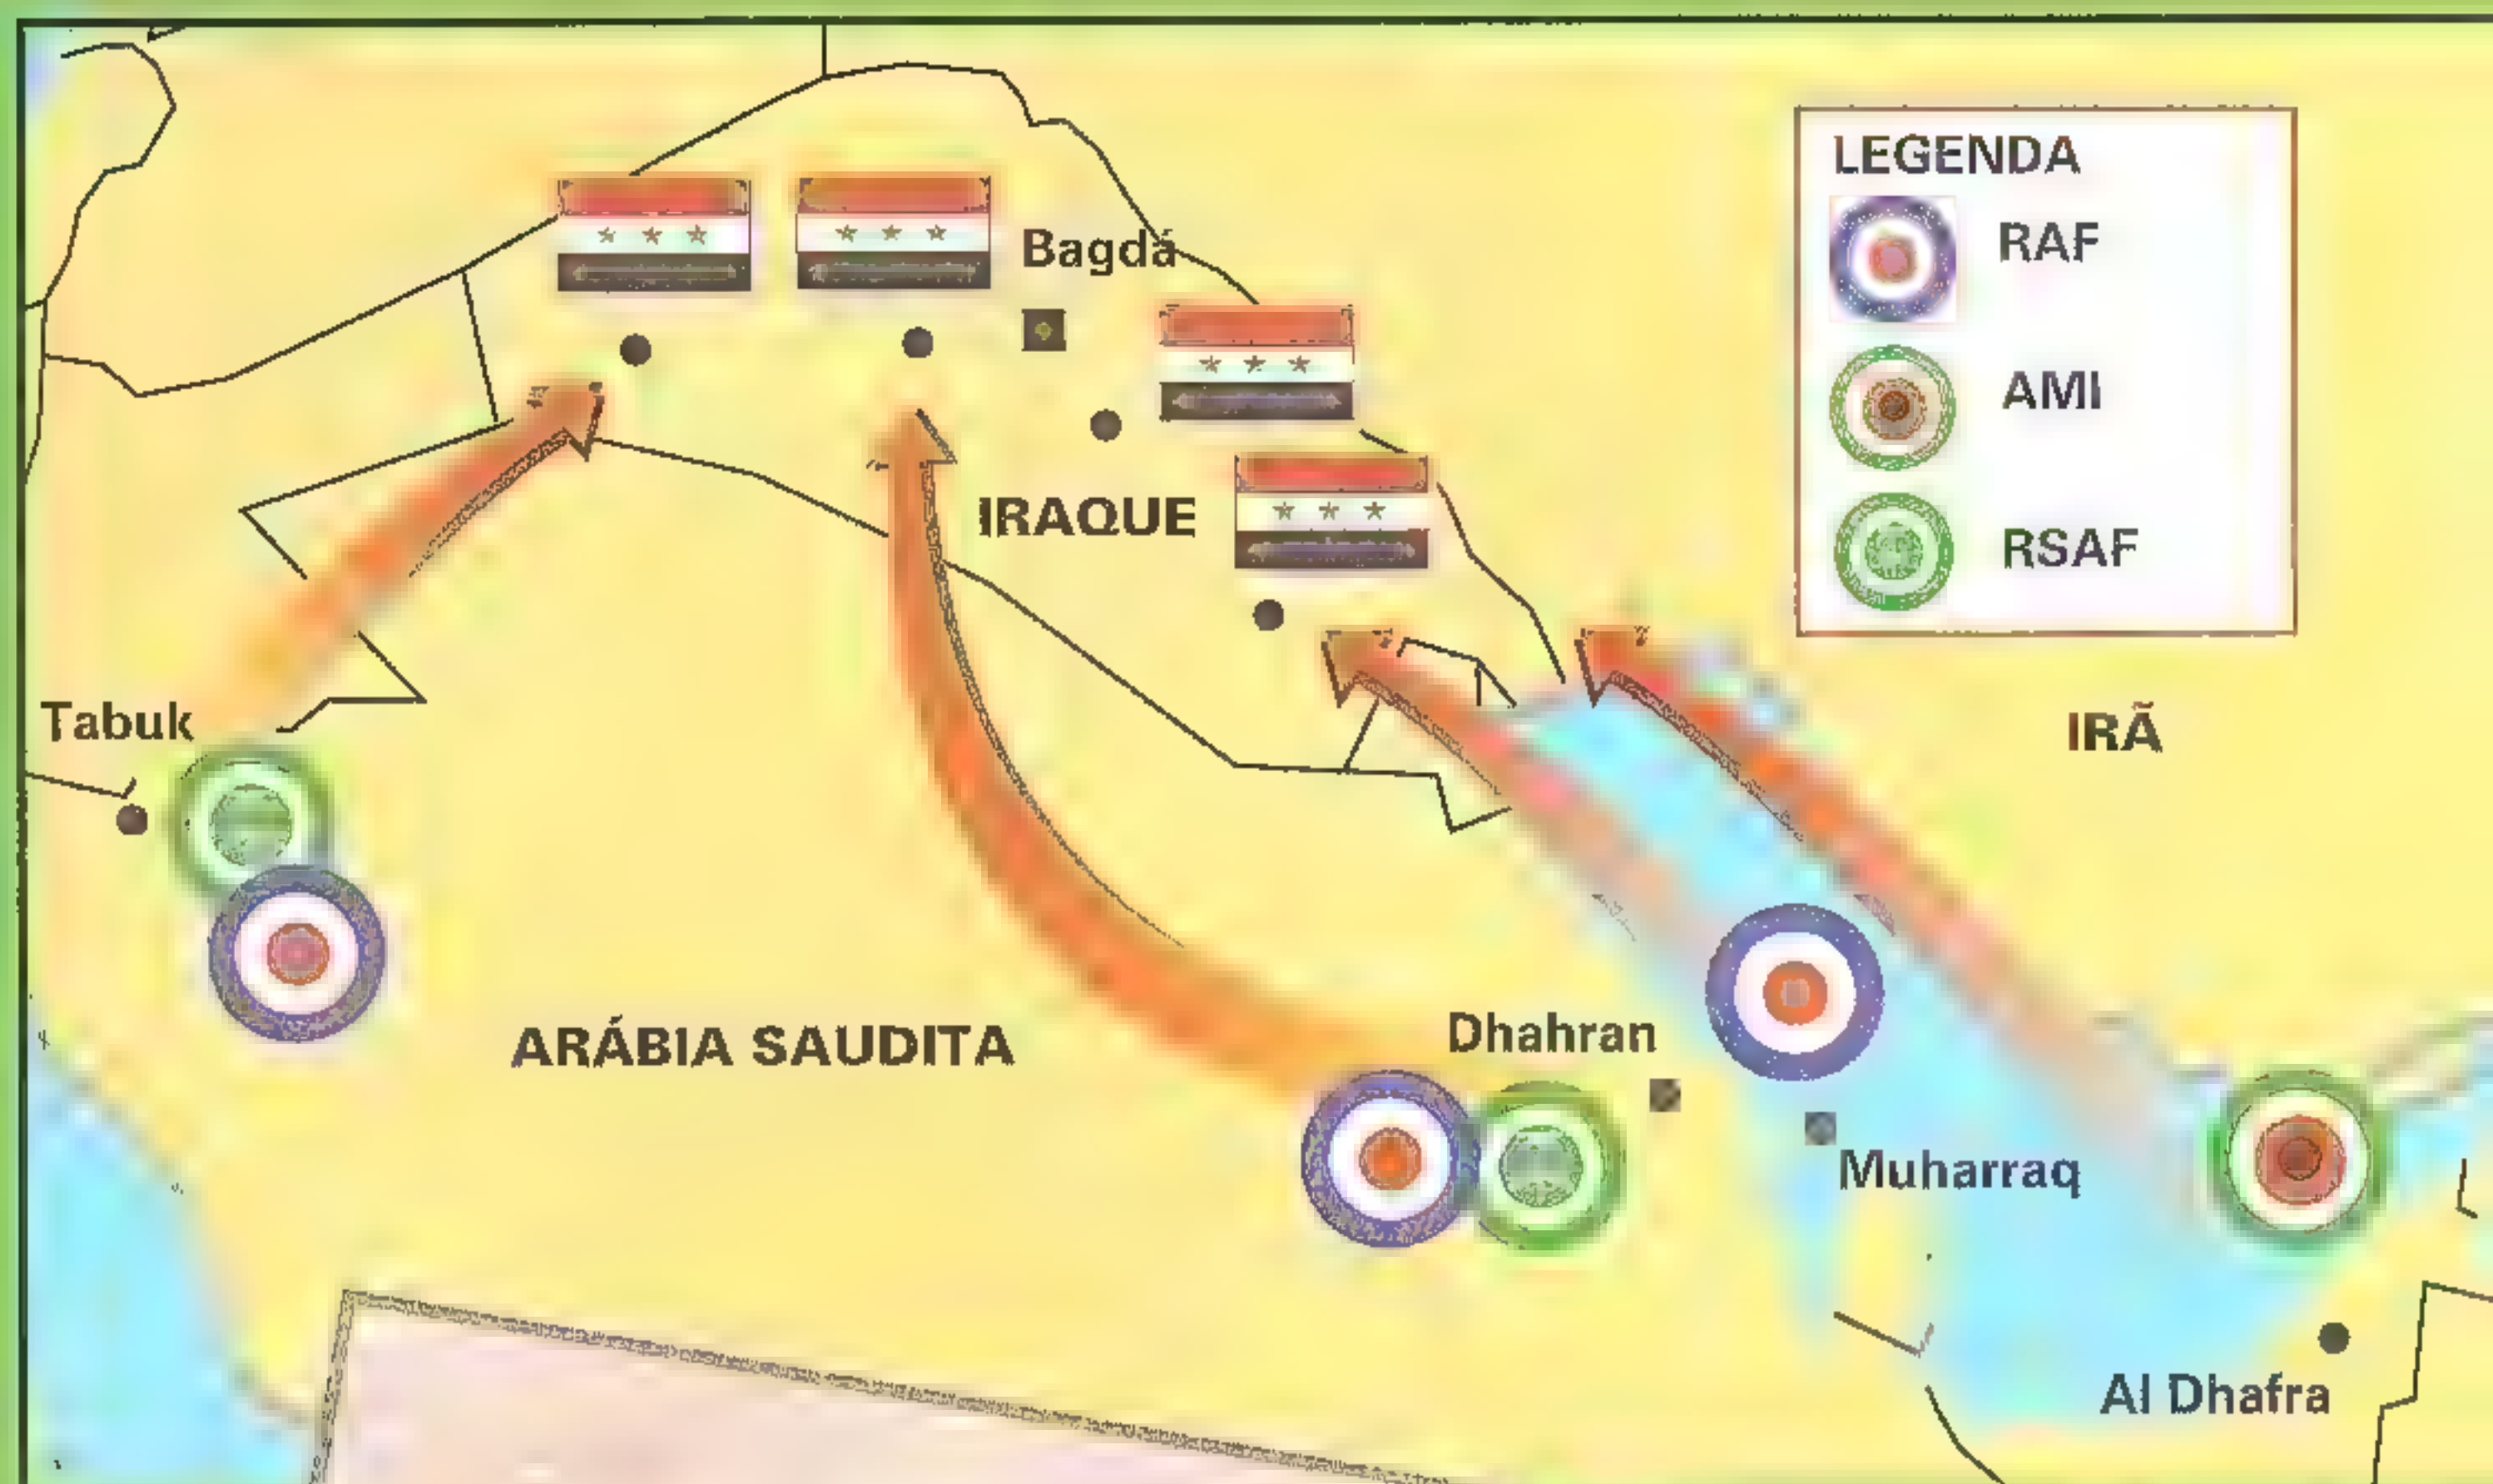 LEGENDA
RAF
AMI
RSAF
Bagdá
IRAQUE
Tabuk
IRÃ
ARÁBIA SAUDITA
Dhahran
Muharraq
Al Dhafra